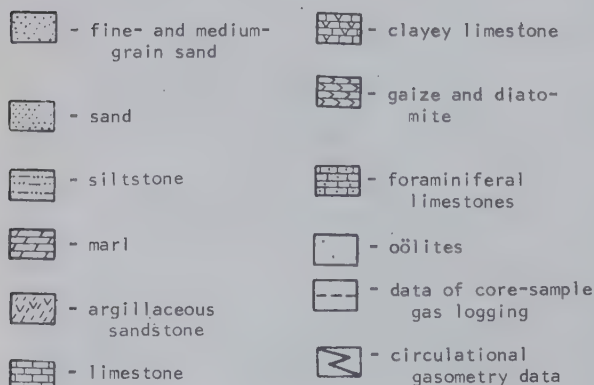 - fine- and medium-
grain sand
- sand
- siltstone
- marl
- argillaceous
sandstone
- limestone
- clayey limestone
- gaize and diato-
mite
- foraminiferal
limestones
- oölites
- data of core-sample
gas logging
- circulational
gasometry data